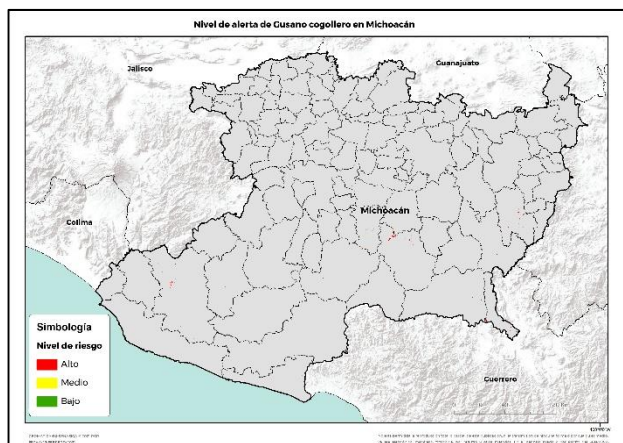 Nivel de alerta de Gusano cogollero en Michoacán
Jalisco
Guanajuato
Colima
Michoacán
Guerrero
Simbología
Nivel de riesgo
Alto
Medio
Bajo